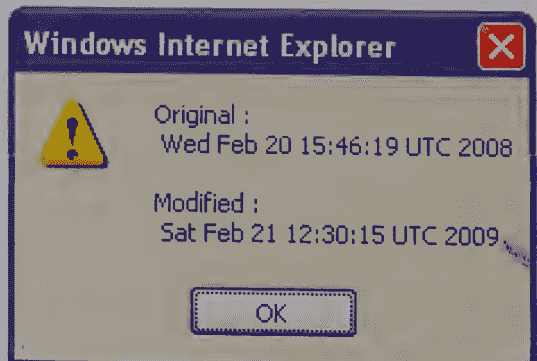 Windows Internet Explorer
Original :
Wed Feb 20 15:46:19 UTC 2008
Modified :
Sat Feb 21 12:30:15 UTC 2009
OK